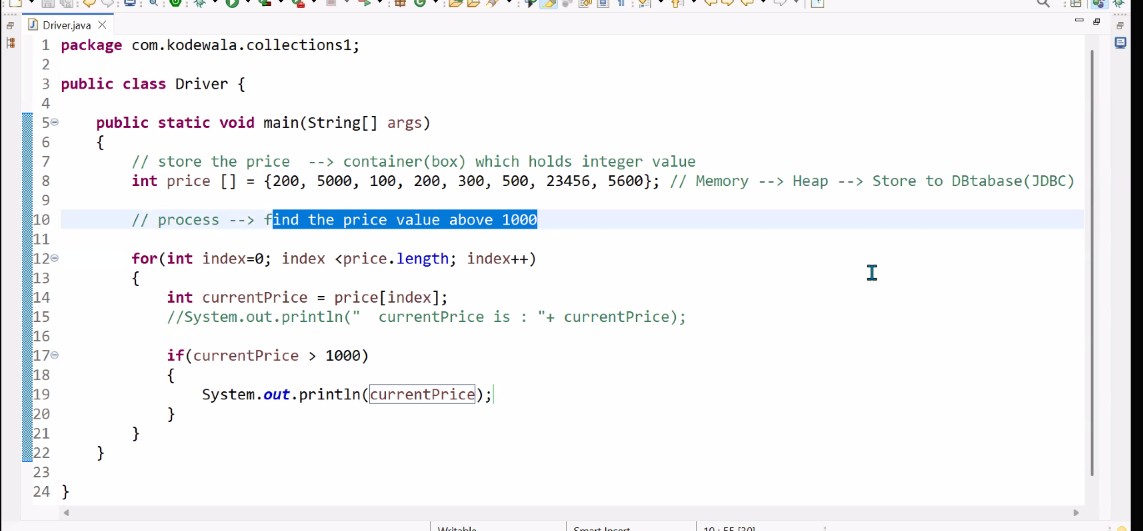 Driver.java
1 package com.kodewala.collections1;
2
3 public class Driver {
4
5 public static void main(String[] args)
6 {
7 // store the price --> container(box) which holds integer value
8 int price [] = {200, 5000, 100, 200, 300, 500, 23456, 5600}; // Memory --> Heap --> Store to DBtabase(JDBC)
9
10 // process --> find the price value above 1000
11
12 for(int index=0; index <price.length; index++)
13 {
14 int currentPrice = price[index];
15 //System.out.println("  currentPrice is : "+ currentPrice);
16
17 if(currentPrice > 1000)
18 {
19 System.out.println(currentPrice);
20 }
21 }
22 }
23
24 }
Writable Smart Insert 10 : 55 [30]